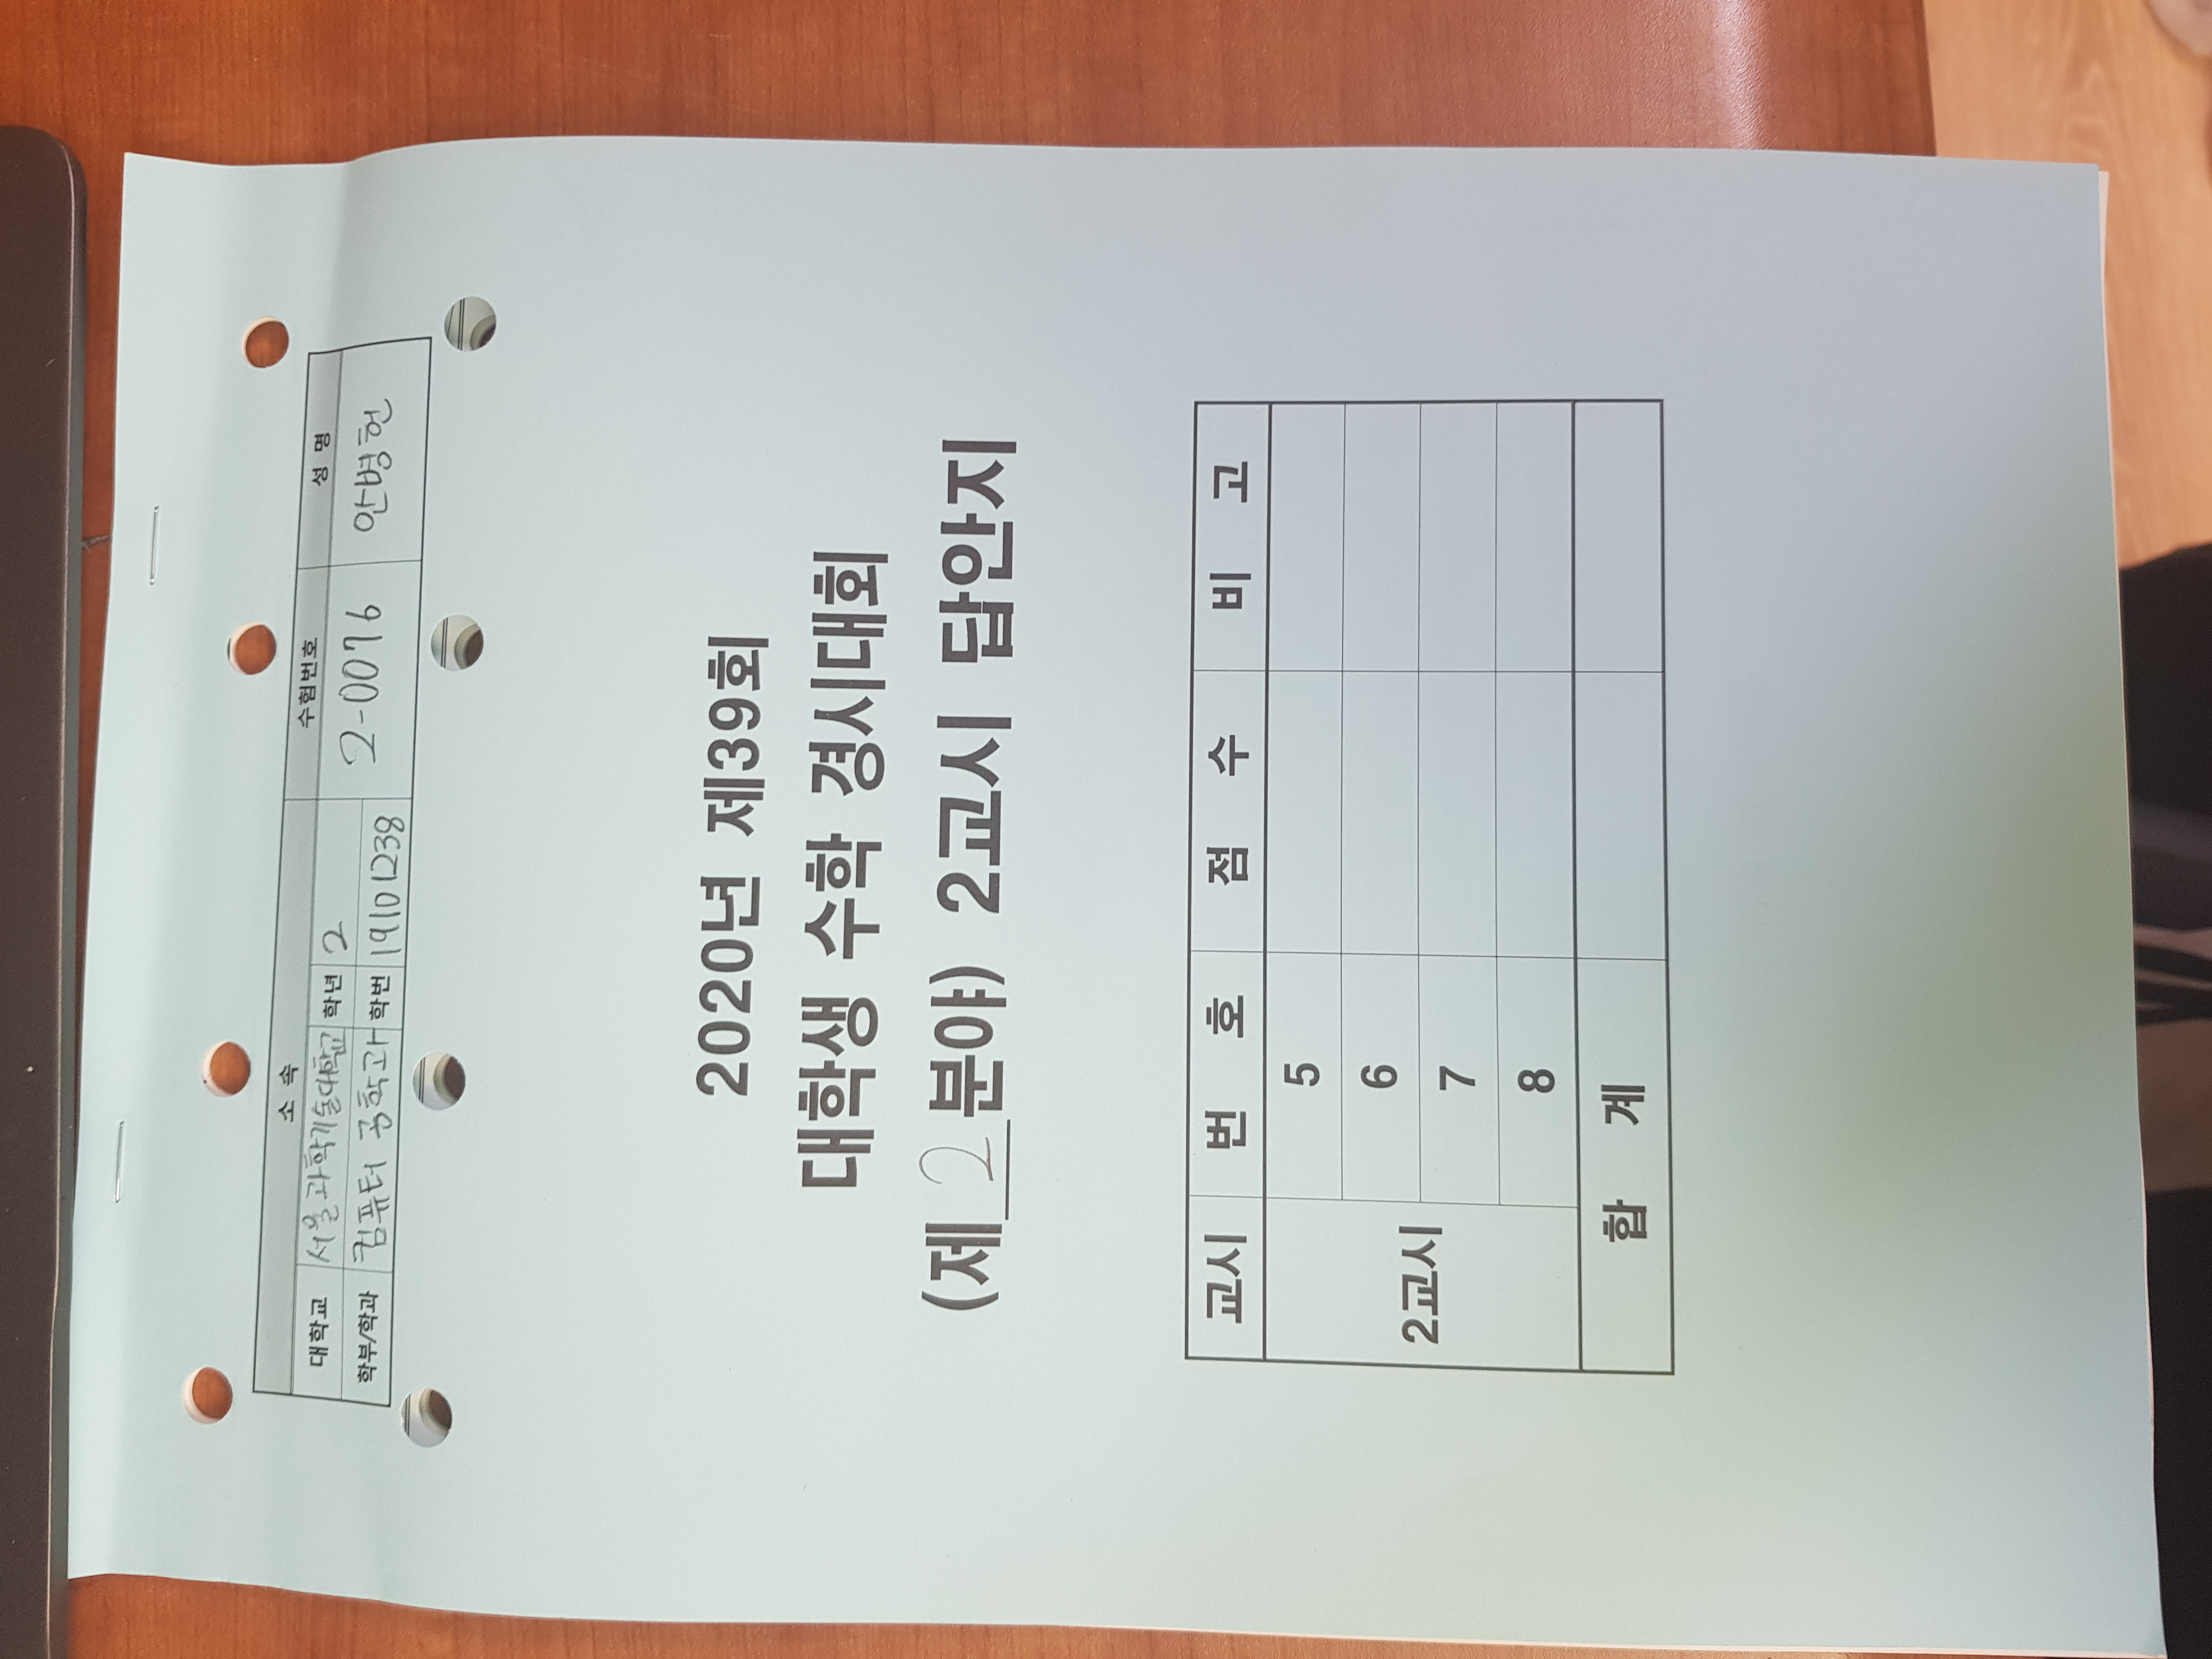 소 속 수험번호 성 명
대학교 서울과학기술대학교 학년 2 2-0076 안병헌
학부/학과 컴퓨터 공학과 학번 19101238
2020년 제39회
대학생 수학 경시대회
(제 2 분야) 2교시 답안지
교시 번 호 점 수 비 고
5
6
2교시
7
8
합 계